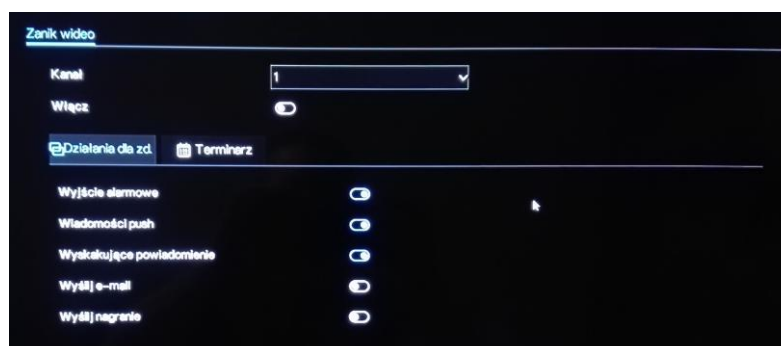 Zanik wideo
Kanał 1
Włącz
Działania dla zd. Terminarz
Wyjście alarmowe
Wiadomości push
Wyskakujące powiadomienie
Wyślij e-mail
Wyślij nagranie